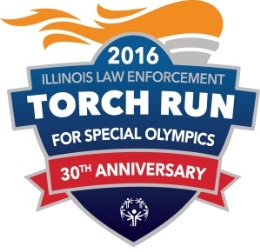 2016
ILLINOIS LAW ENFORCEMENT
TORCH RUN
FOR SPECIAL OLYMPICS
30TH ANNIVERSARY